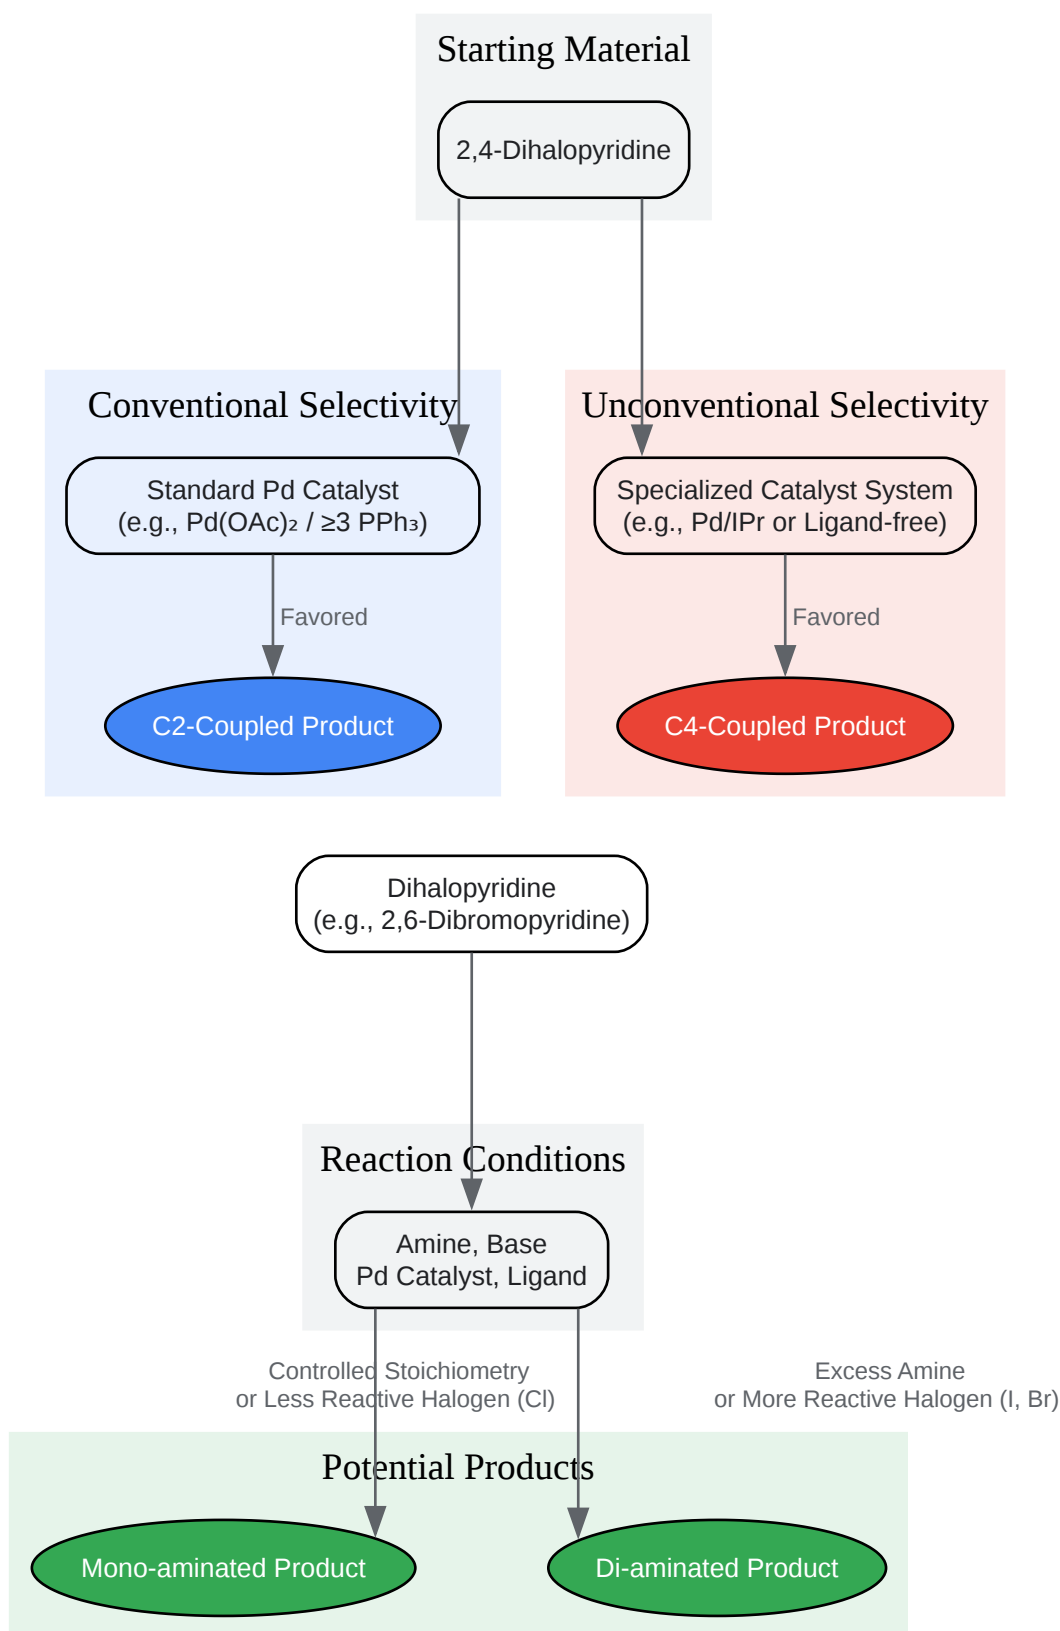 Starting Material
2,4-Dihalopyridine
Conventional Selectivity
Unconventional Selectivity
Standard Pd Catalyst
(e.g., Pd(OAc)₂ / ≥3 PPh₃)
Specialized Catalyst System
(e.g., Pd/IPr or Ligand-free)
Favored
Favored
C2-Coupled Product
C4-Coupled Product
Dihalopyridine
(e.g., 2,6-Dibromopyridine)
Reaction Conditions
Amine, Base
Pd Catalyst, Ligand
Controlled Stoichiometry
or Less Reactive Halogen (Cl)
Excess Amine
or More Reactive Halogen (I, Br)
Potential Products
Mono-aminated Product
Di-aminated Product